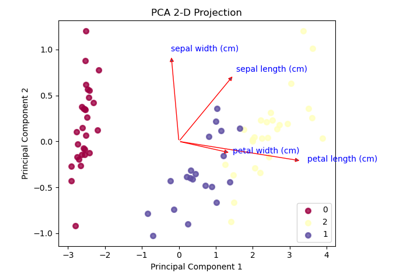 PCA 2-D Projection
Principal Component 2
1.0
0.5
0.0
−0.5
−1.0
sepal width (cm)
sepal length (cm)
petal width (cm)
petal length (cm)
0
1
2
−3
−2
−1
0
1
2
3
4
Principal Component 1